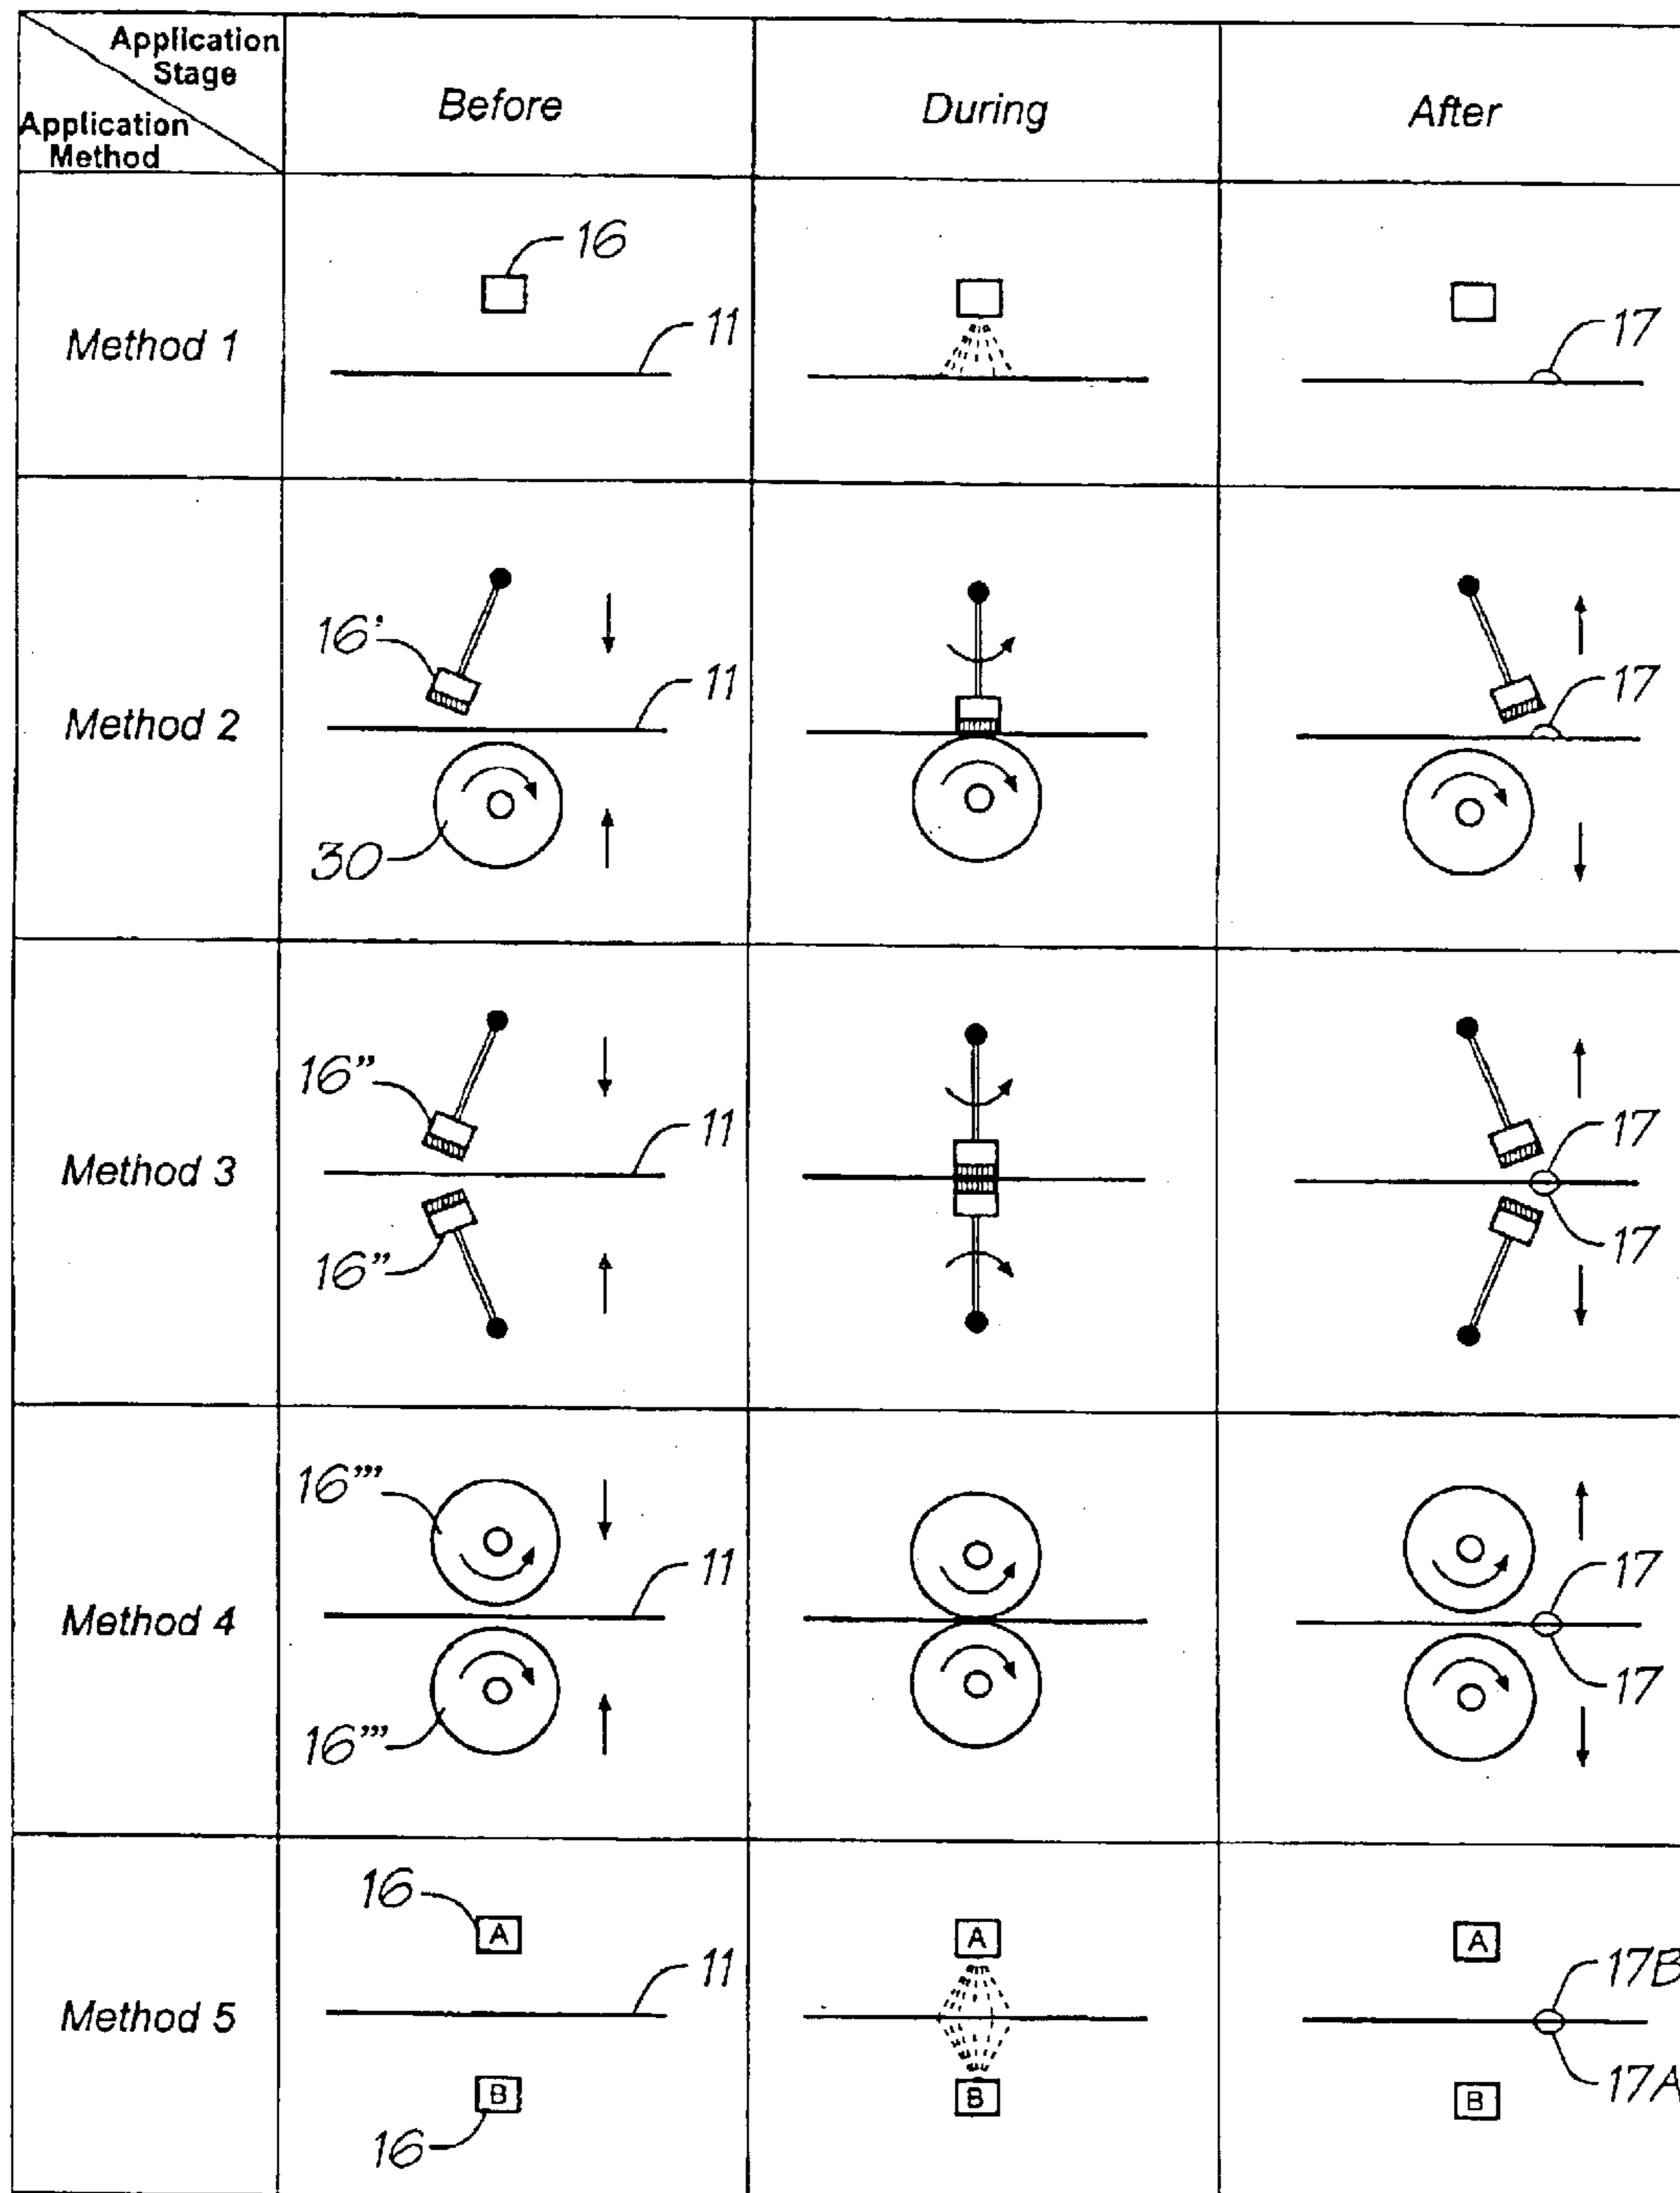 Application
Stage
Application
Method
Before
During
After
Method 1
16
11
17
Method 2
16'
11
30
17
Method 3
16"
11
16"
17
17
Method 4
16"'
11
16"'
17
17
Method 5
16
A
11
B
16
A
B
A
17B
17A
B